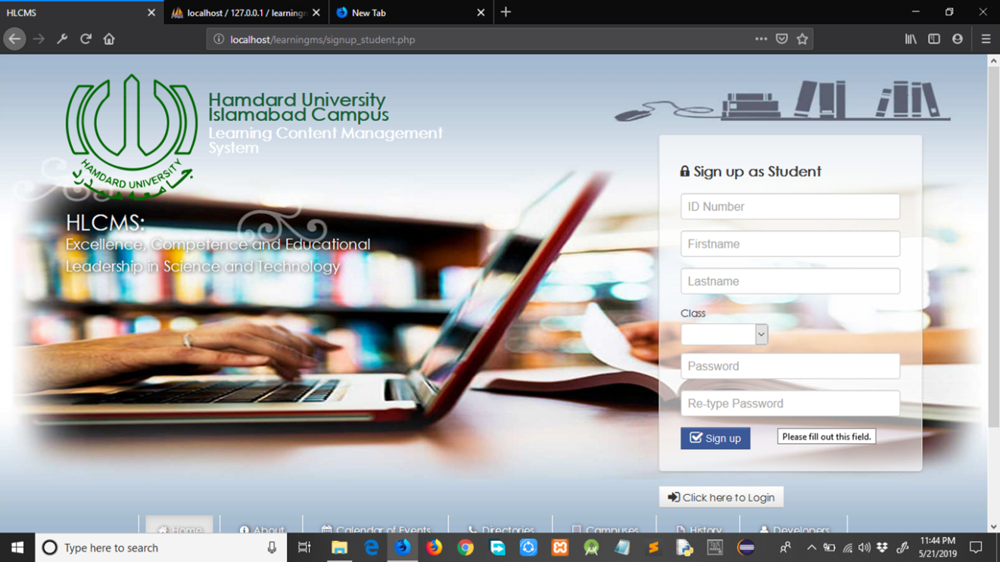 HLCMS
localhost / 127.0.0.1 / learningm
New Tab
localhost/learningms/signup_student.php
Hamdard University
Islamabad Campus
Learning Content Management
System
HAMDARD UNIVERSITY
HLCMS:
Excellence, Competence and Educational
Leadership in Science and Technology
Sign up as Student
ID Number
Firstname
Lastname
Class
Password
Re-type Password
Sign up
Please fill out this field.
Click here to Login
Home
About
Calendar of Events
Directories
Campuses
History
Developers
Type here to search
11:44 PM
5/21/2019